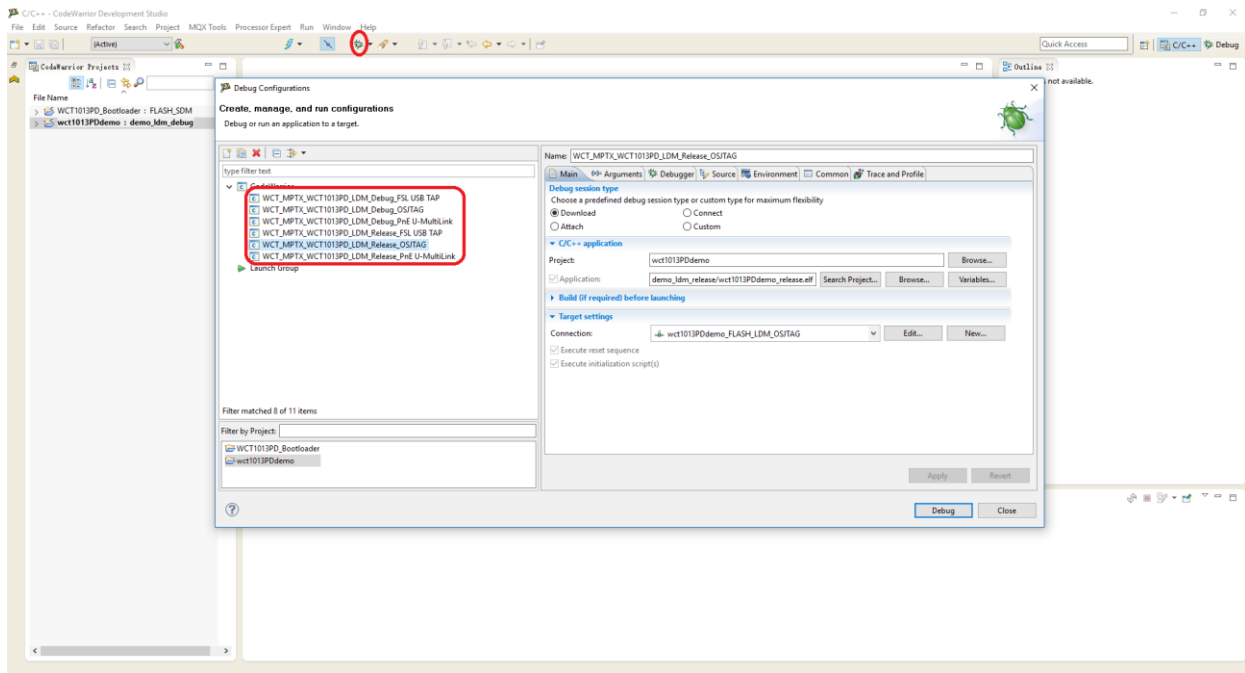 C/C++ - CodeWarrior Development Studio
File Edit Source Refactor Search Project MQX Tools Processor Expert Run Window Help
(Active)
Quick Access
C/C++
Debug
CodeWarrior Projects
Outline
File Name
WCT1013PD_Bootloader : FLASH_SDM
wct1013PDdemo : demo_ldm_debug
not available.
Debug Configurations
Create, manage, and run configurations
Debug or run an application to a target.
type filter text
CodeWarrior
WCT_MPTX_WCT1013PD_LDM_Debug_FSL USB TAP
WCT_MPTX_WCT1013PD_LDM_Debug_OSJTAG
WCT_MPTX_WCT1013PD_LDM_Debug_PnE U-MultiLink
WCT_MPTX_WCT1013PD_LDM_Release_FSL USB TAP
WCT_MPTX_WCT1013PD_LDM_Release_OSJTAG
WCT_MPTX_WCT1013PD_LDM_Release_PnE U-MultiLink
Launch Group
Filter matched 8 of 11 items
Filter by Project:
WCT1013PD_Bootloader
wct1013PDdemo
Name: WCT_MPTX_WCT1013PD_LDM_Release_OSJTAG
Main Arguments Debugger Source Environment Common Trace and Profile
Debug session type
Choose a predefined debug session type or custom type for maximum flexibility
Download Connect
Attach Custom
C/C++ application
Project: wct1013PDdemo Browse...
Application: demo_ldm_release/wct1013PDdemo_release.elf Search Project... Browse... Variables...
Build (if required) before launching
Target settings
Connection: wct1013PDdemo_FLASH_LDM_OSJTAG Edit... New...
Execute reset sequence
Execute initialization script(s)
Apply Revert
Debug Close